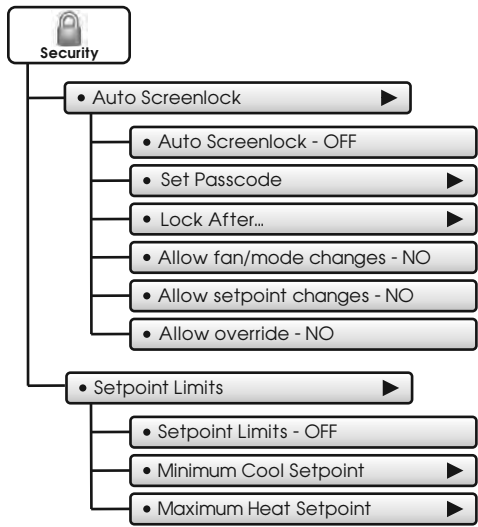 Security
• Auto Screenlock
• Auto Screenlock - OFF
• Set Passcode
• Lock After...
• Allow fan/mode changes - NO
• Allow setpoint changes - NO
• Allow override - NO
• Setpoint Limits
• Setpoint Limits - OFF
• Minimum Cool Setpoint
• Maximum Heat Setpoint